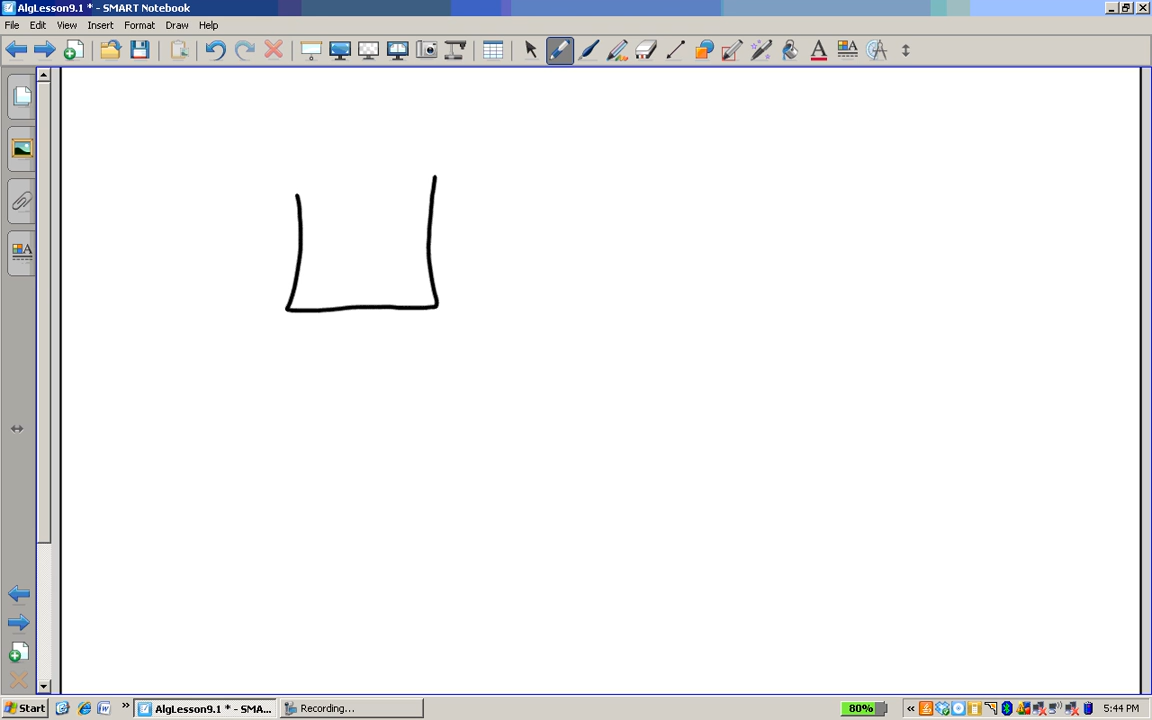 AlgLesson9.1 * - SMART Notebook
File Edit View Insert Format Draw Help
Start AlgLesson9.1 * - SMA... Recording... 80% 5:44 PM